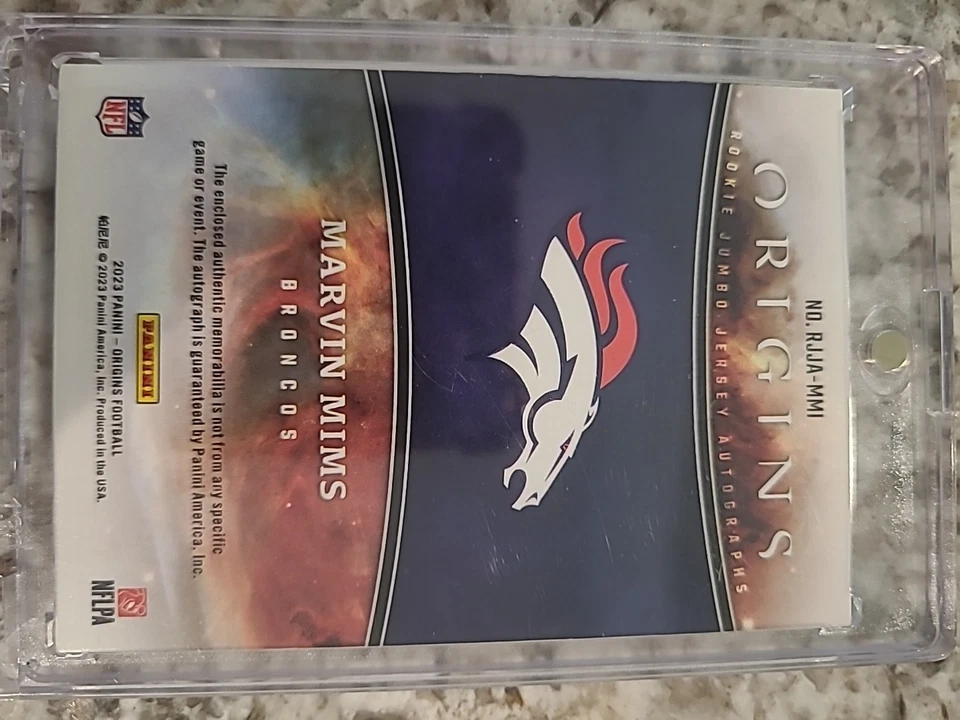 NO. RJJA-MMI
ORIGINS
ROOKIE JUMBO JERSEY AUTOGRAPHS
MARVIN MIMS
BRONCOS
The enclosed authentic memorabilia is not from any specific
game or event. The autograph is guaranteed by Panini America, Inc.
PANINI
2023 PANINI – ORIGINS FOOTBALL
© 2023 Panini America, Inc. Produced in the USA.
NFL
NFLPA